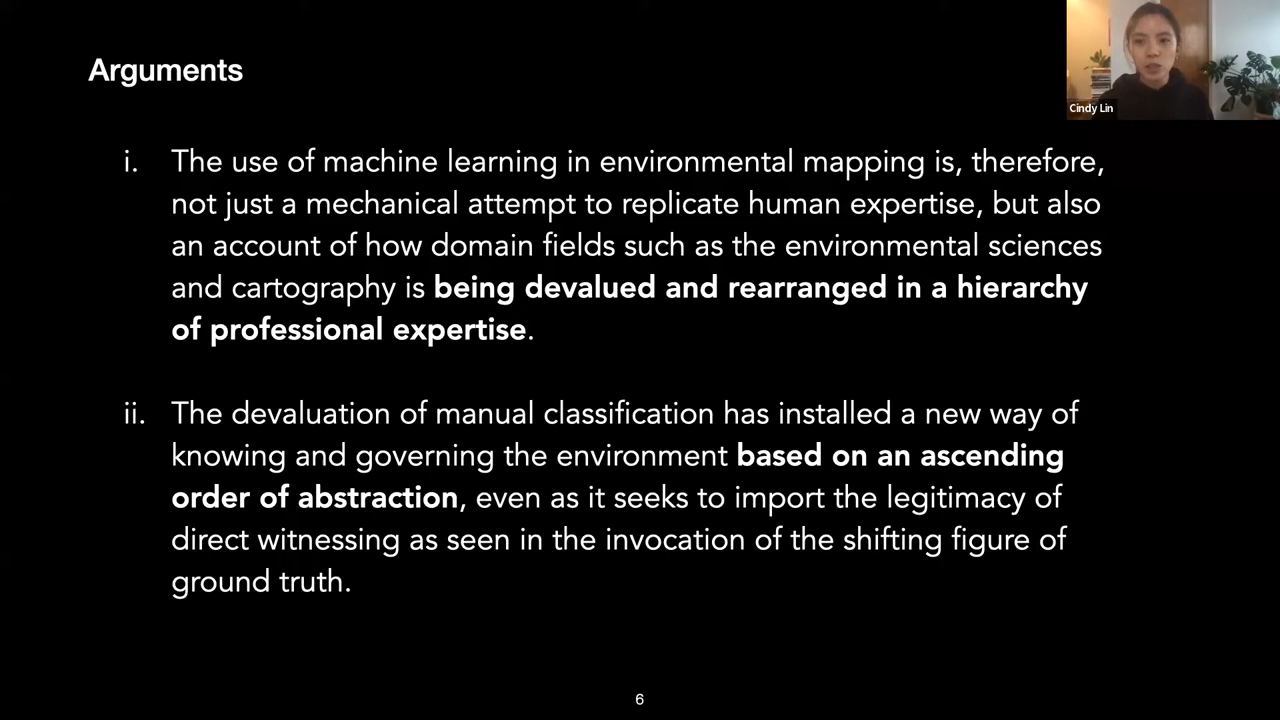 Arguments
Cindy Lin
i. The use of machine learning in environmental mapping is, therefore,
not just a mechanical attempt to replicate human expertise, but also
an account of how domain fields such as the environmental sciences
and cartography is being devalued and rearranged in a hierarchy
of professional expertise.
ii. The devaluation of manual classification has installed a new way of
knowing and governing the environment based on an ascending
order of abstraction, even as it seeks to import the legitimacy of
direct witnessing as seen in the invocation of the shifting figure of
ground truth.
6